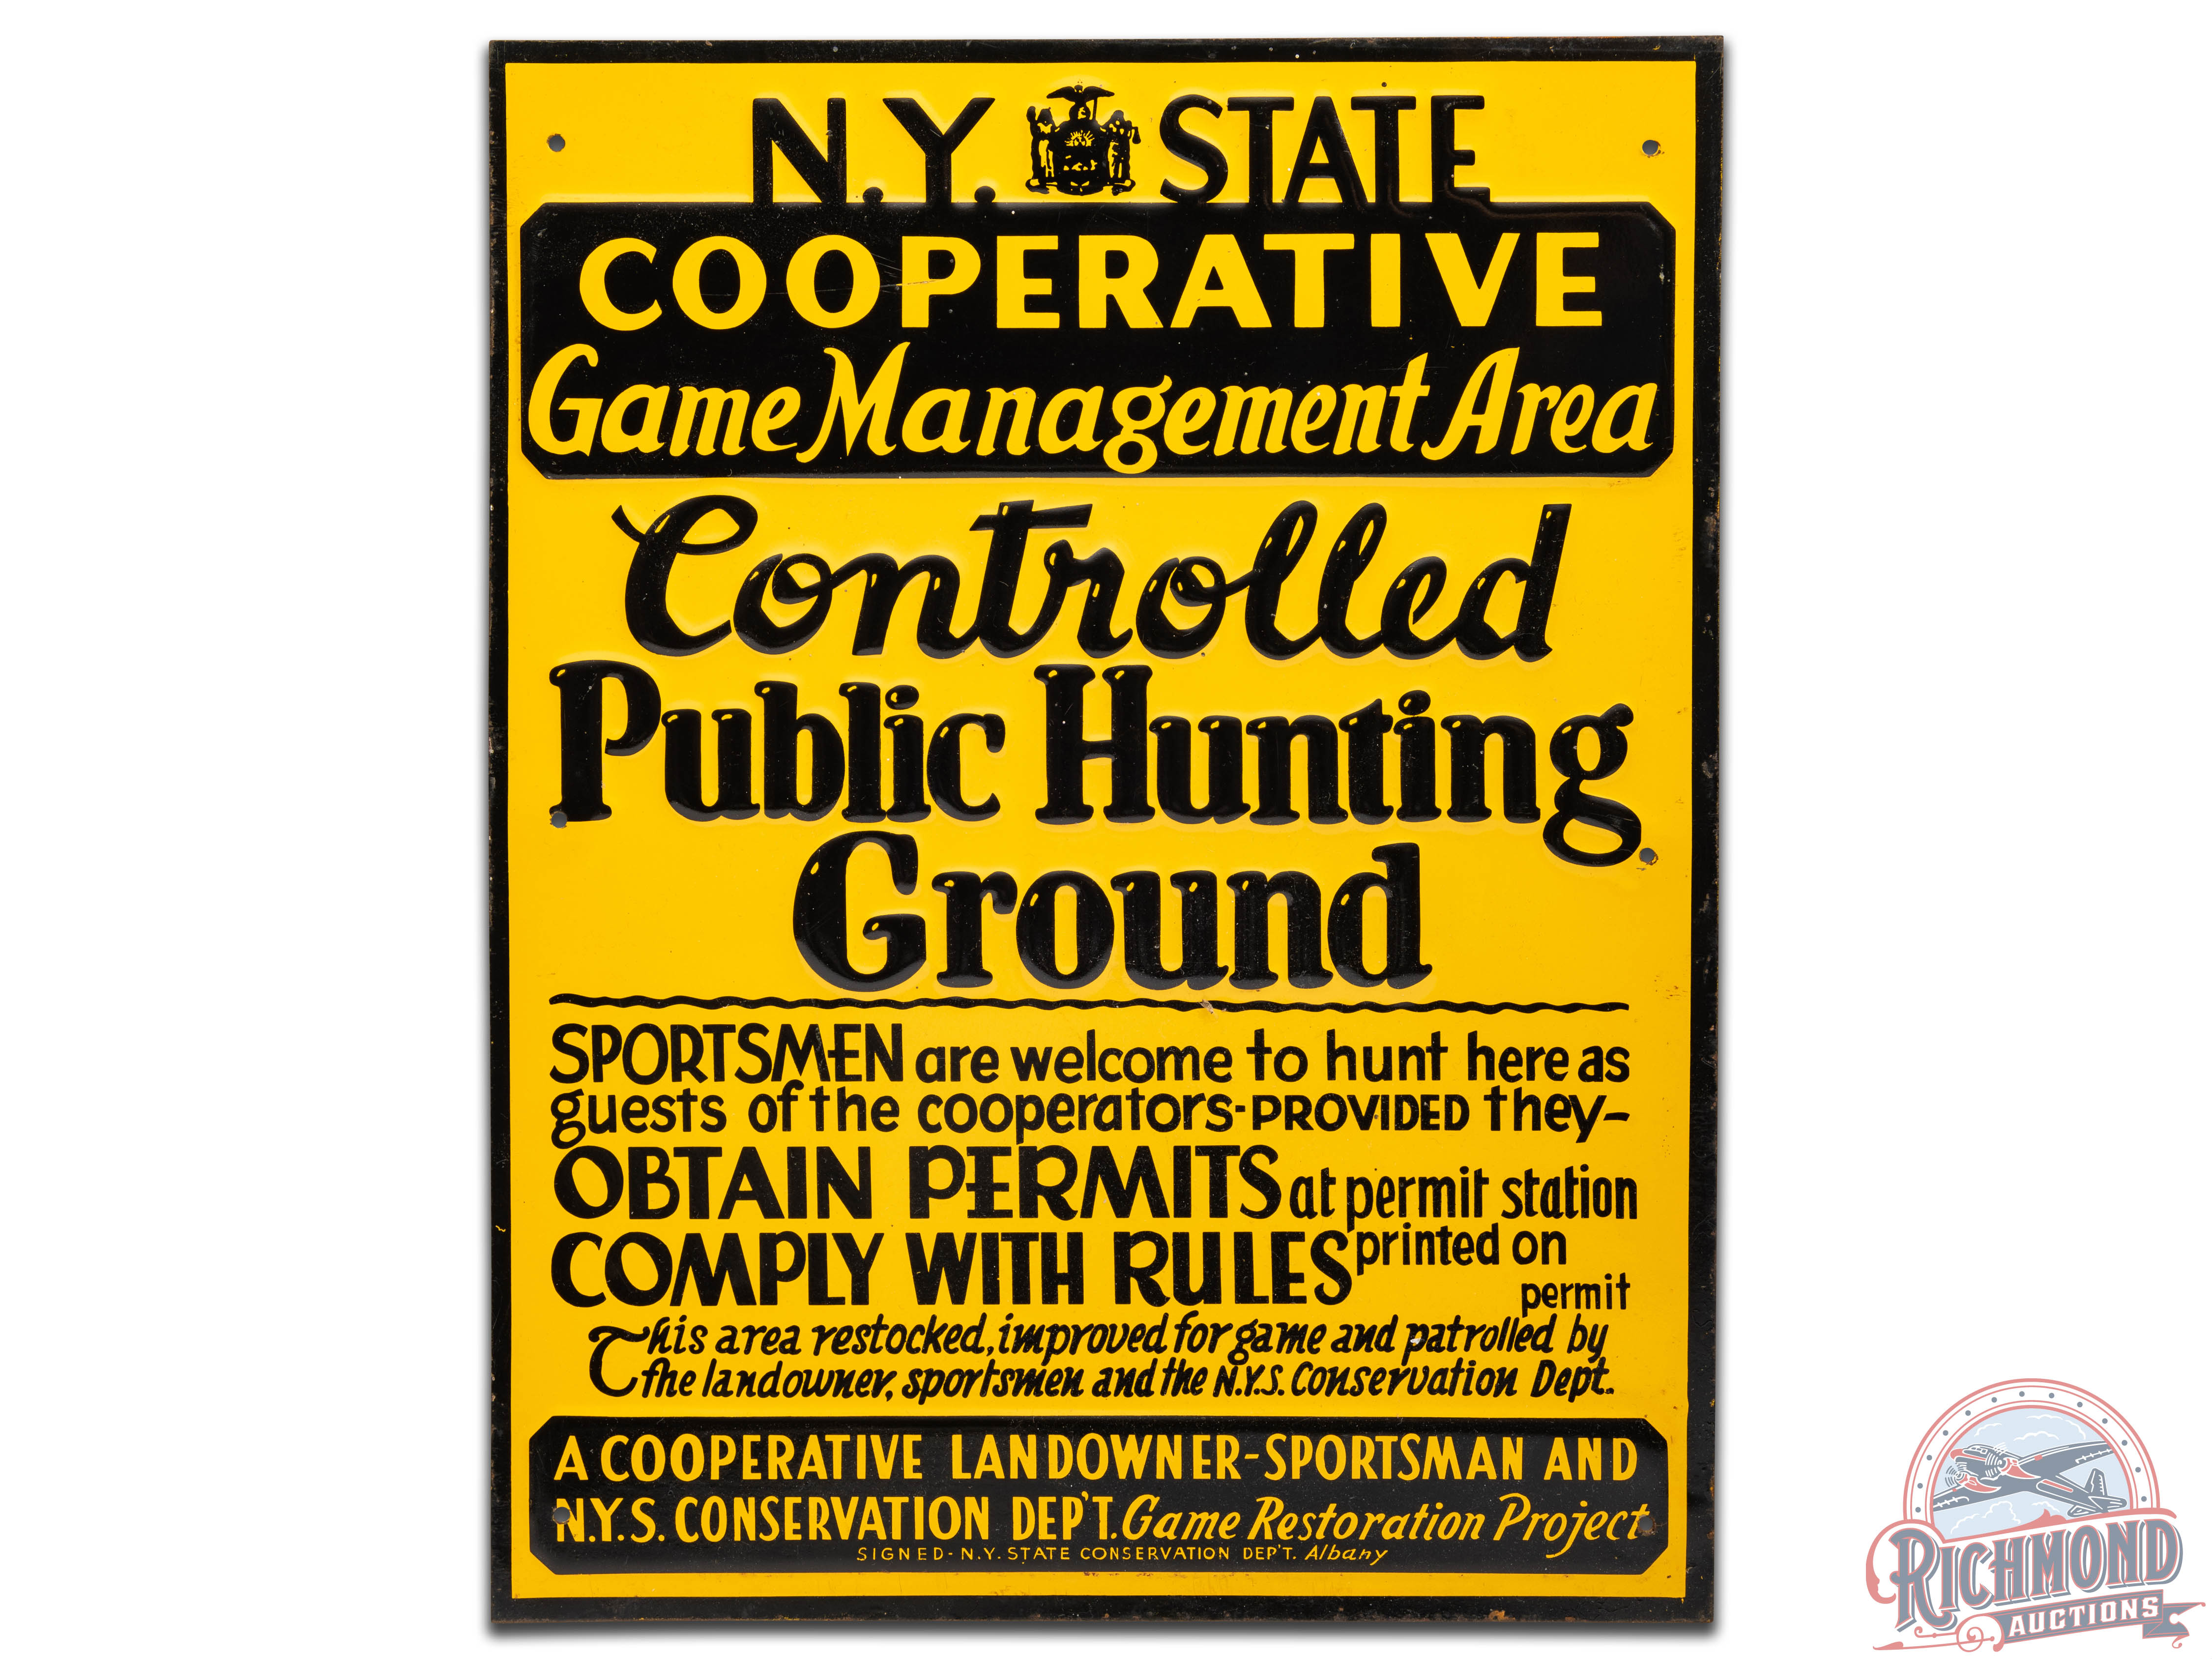 N.Y. STATE
COOPERATIVE
Game Management Area
Controlled
Public Hunting
Ground
SPORTSMEN are welcome to hunt here as
guests of the cooperators-PROVIDED they-
OBTAIN PERMITS at permit station
COMPLY WITH RULES printed on
permit
This area restocked, improved for game and patrolled by
the landowner, sportsmen and the N.Y.S. Conservation Dept.
A COOPERATIVE LANDOWNER-SPORTSMAN AND
N.Y.S. CONSERVATION DEP'T. Game Restoration Project
SIGNED- N.Y. STATE CONSERVATION DEP'T. Albany
RICHMOND
AUCTIONS